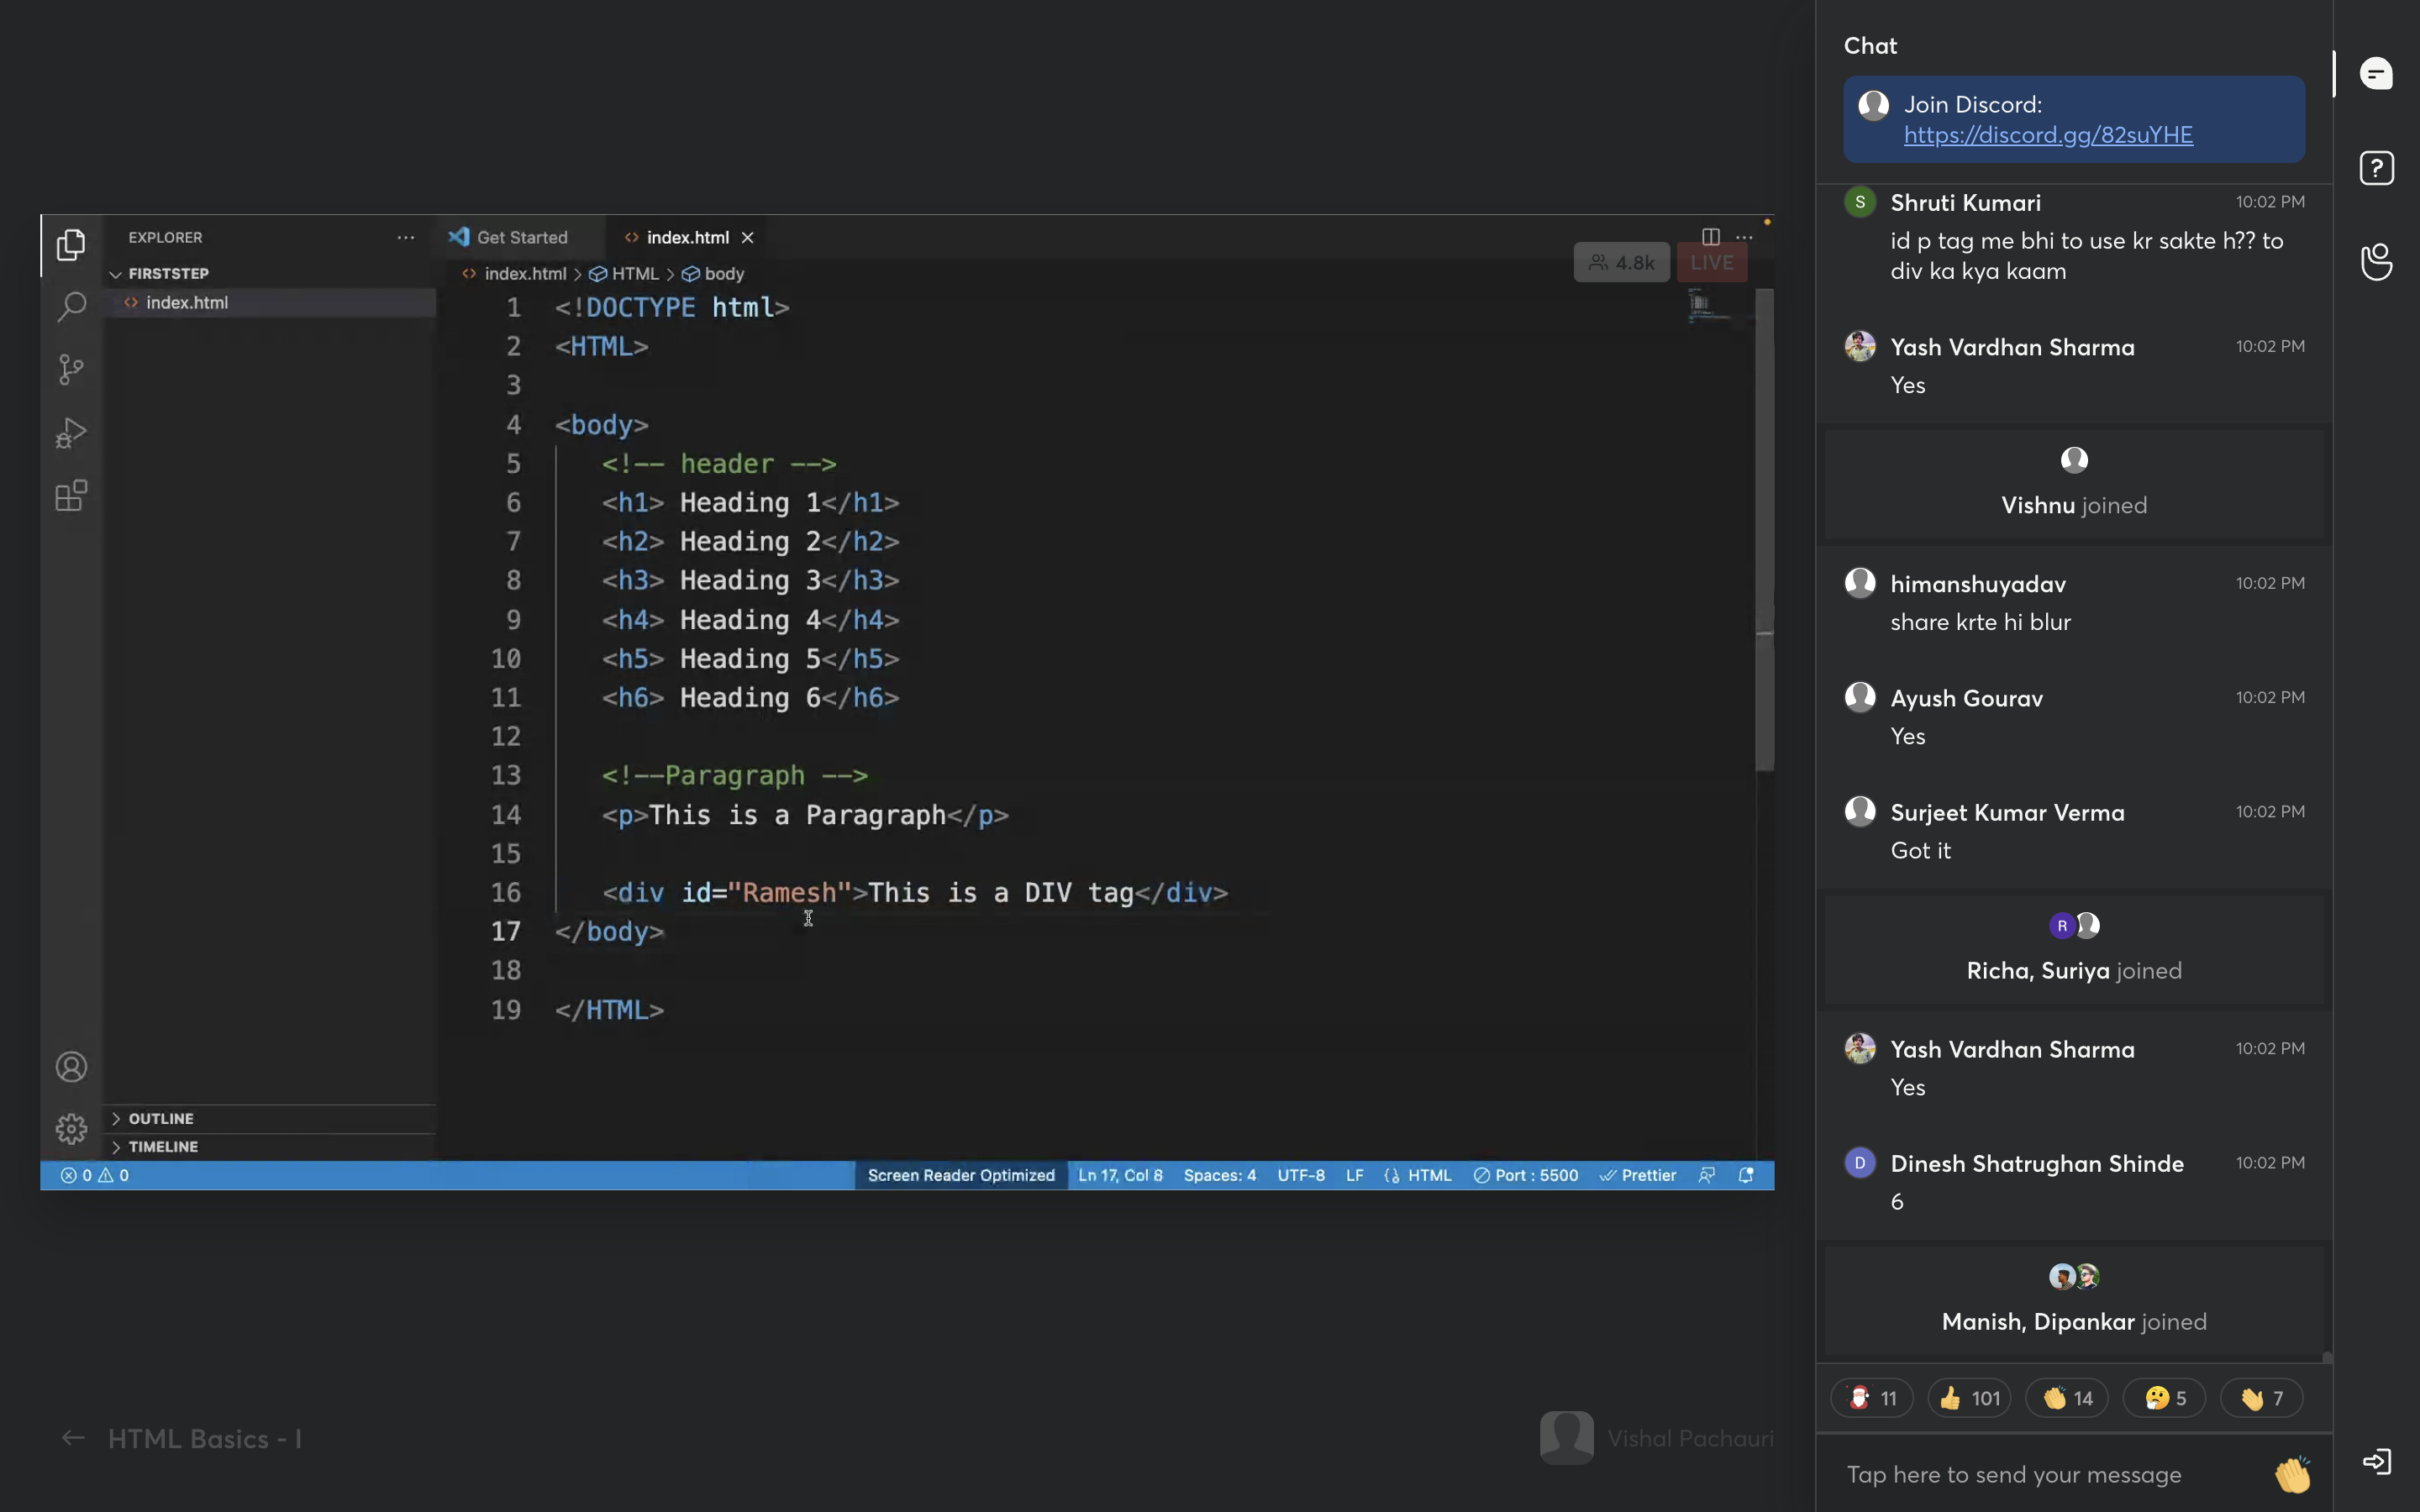 EXPLORER
FIRSTSTEP
index.html
Get Started
index.html
index.html > HTML > body
4.8k
LIVE
1 <!DOCTYPE html>
2 <HTML>
3
4 <body>
5 <!-- header -->
6 <h1> Heading 1</h1>
7 <h2> Heading 2</h2>
8 <h3> Heading 3</h3>
9 <h4> Heading 4</h4>
10 <h5> Heading 5</h5>
11 <h6> Heading 6</h6>
12
13 <!--Paragraph -->
14 <p>This is a Paragraph</p>
15
16 <div id="Ramesh">This is a DIV tag</div>
17 </body>
18
19 </HTML>
OUTLINE
TIMELINE
0 0 Screen Reader Optimized Ln 17, Col 8 Spaces: 4 UTF-8 LF HTML Port : 5500 Prettier
HTML Basics - I
Vishal Pachauri
Chat
Join Discord:
https://discord.gg/82suYHE
S Shruti Kumari 10:02 PM
id p tag me bhi to use kr sakte h?? to
div ka kya kaam
Yash Vardhan Sharma 10:02 PM
Yes
Vishnu joined
himanshuyadav 10:02 PM
share krte hi blur
Ayush Gourav 10:02 PM
Yes
Surjeet Kumar Verma 10:02 PM
Got it
R
Richa, Suriya joined
Yash Vardhan Sharma 10:02 PM
Yes
D Dinesh Shatrughan Shinde 10:02 PM
6
Manish, Dipankar joined
11 101 14 5 7
Tap here to send your message